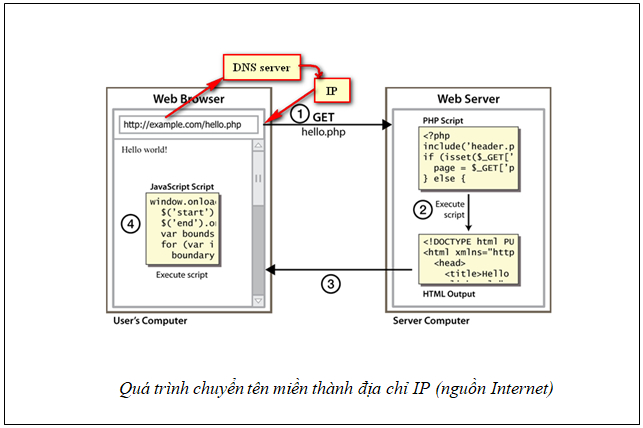 DNS server
IP
Web Browser
http://example.com/hello.php
Hello world!
JavaScript Script
window.onloa
$('start')
$('end').o
var bounds
for (var i
boundary
4
Execute script
User's Computer
1 GET
hello.php
3
Web Server
PHP Script
<?php
include('header.p
if (isset($_GET['
page = $_GET['p
} else {
2 Execute
script
<!DOCTYPE html PU
<html xmlns="http
<head>
<title>Hello
HTML Output
Server Computer
Quá trình chuyển tên miền thành địa chỉ IP (nguồn Internet)